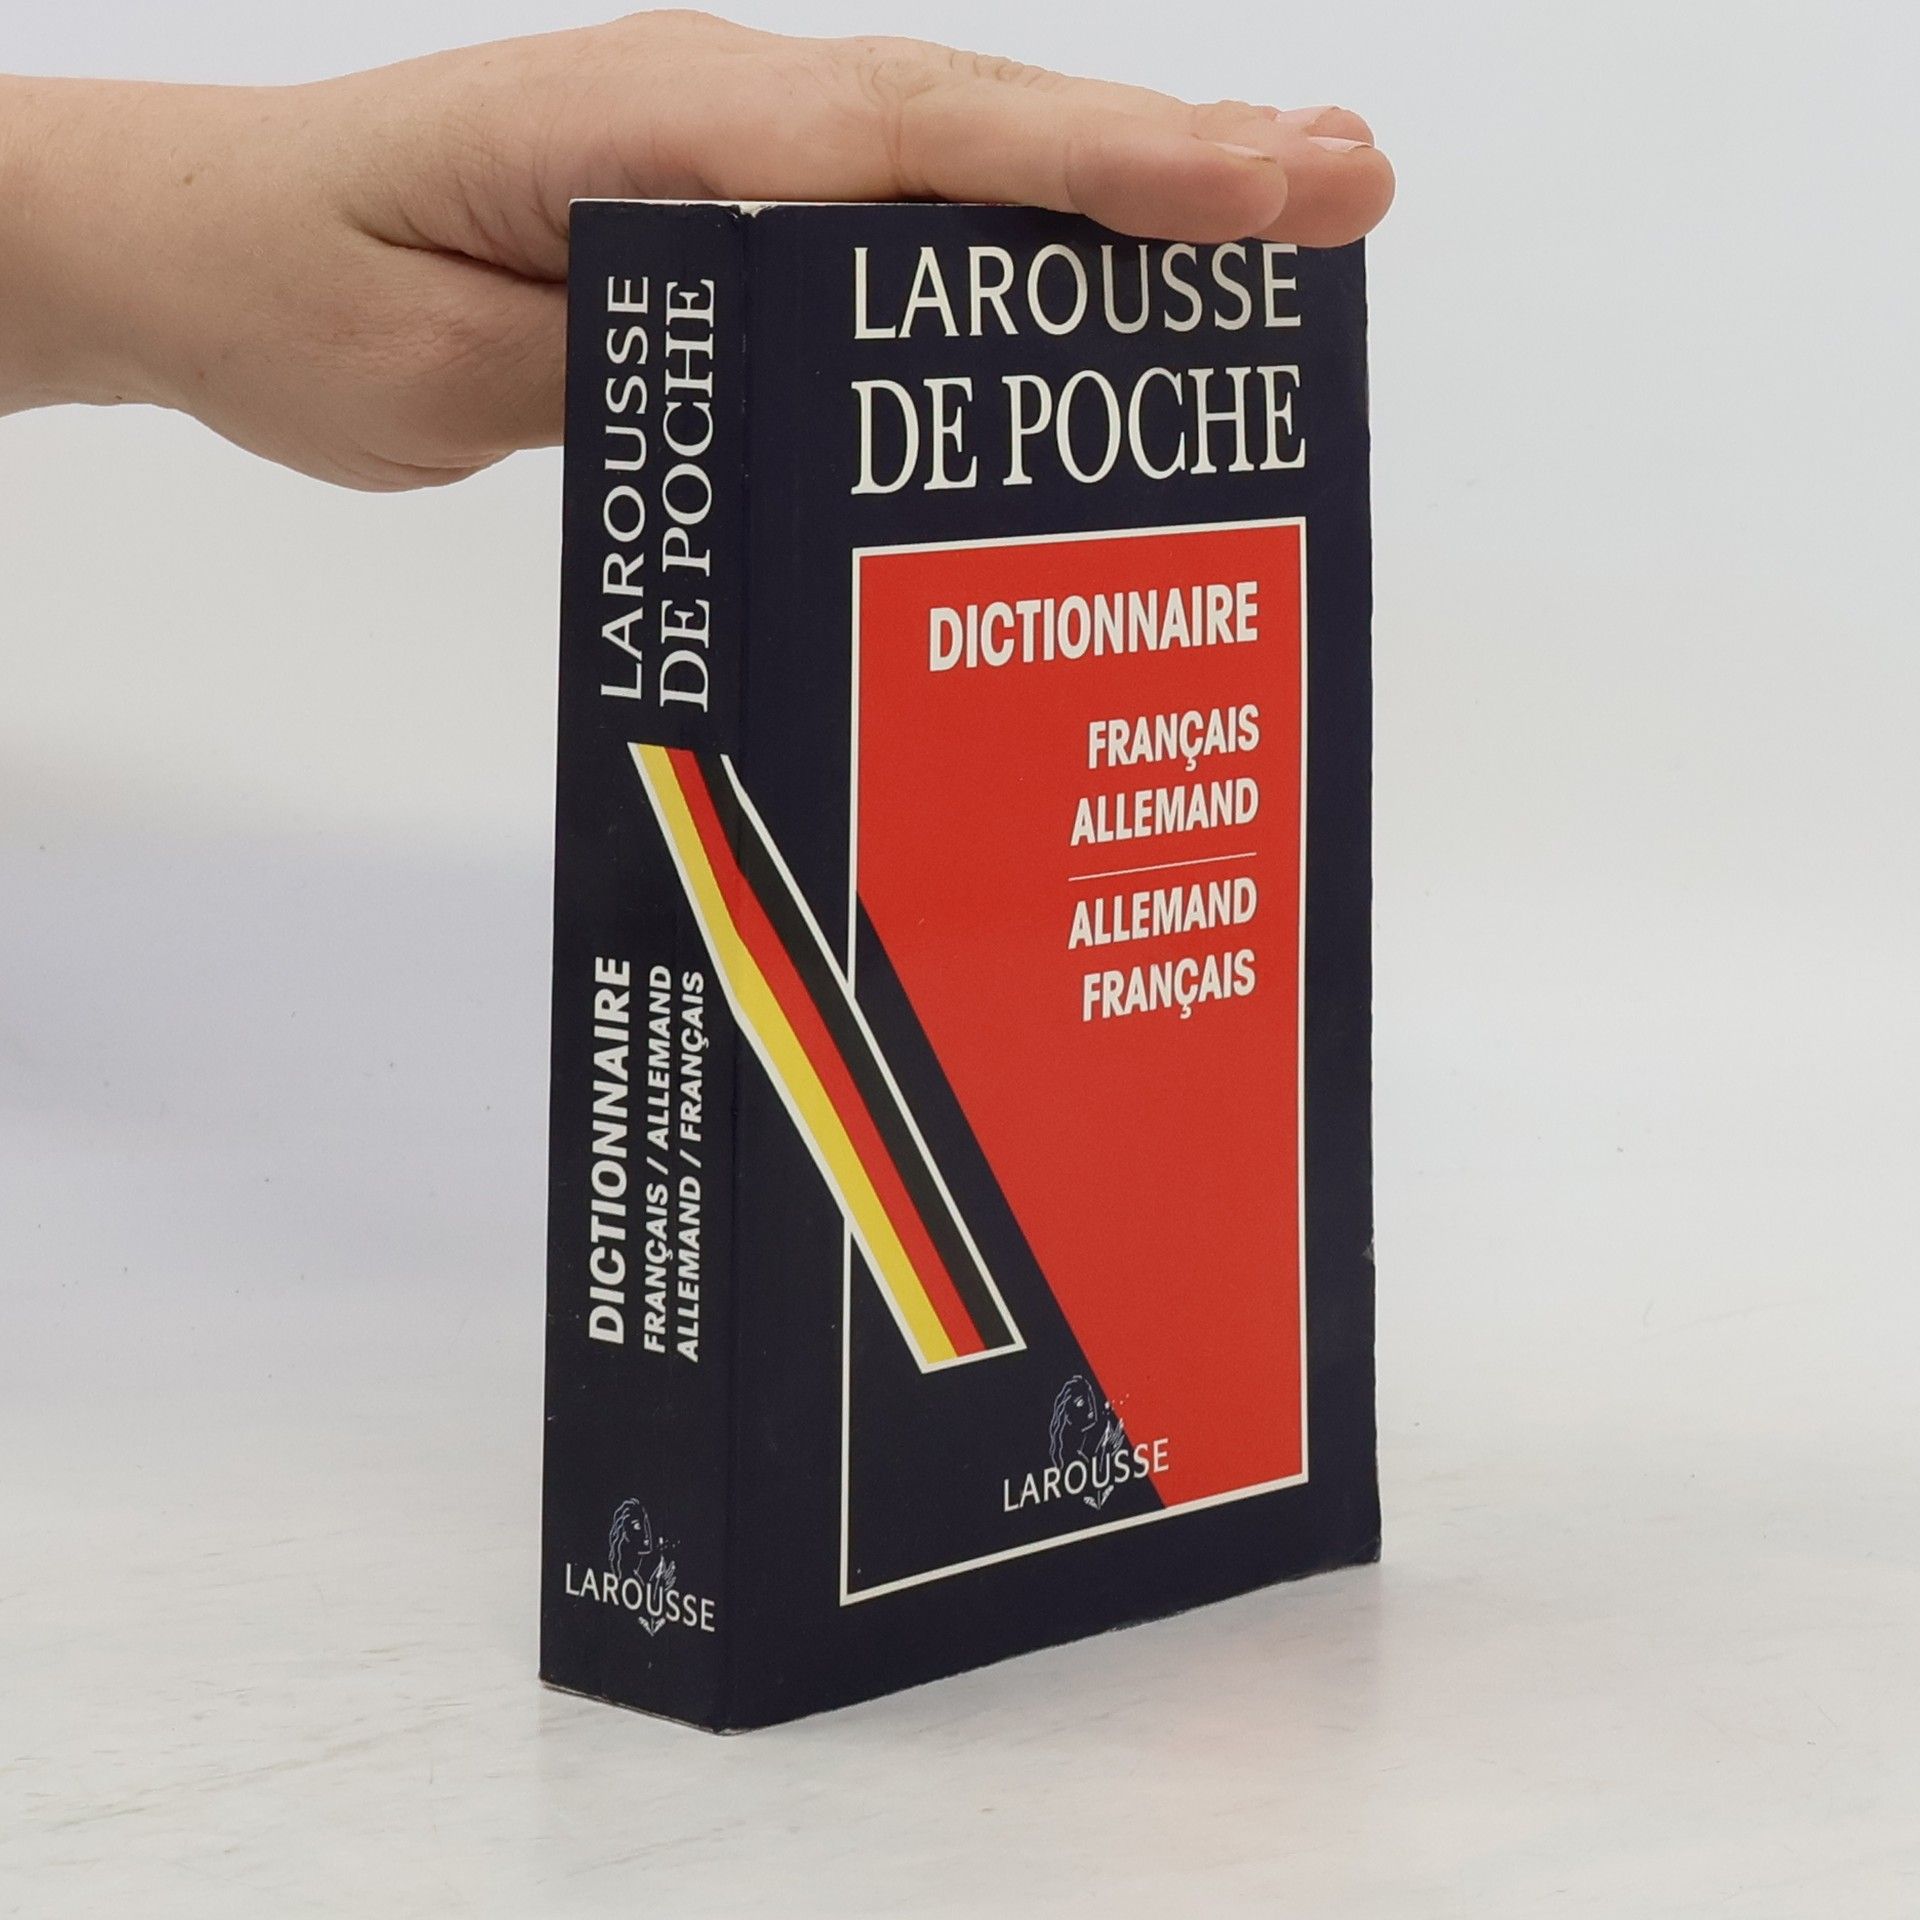 LAROUSSE
DE POCHE
DICTIONNAIRE
FRANÇAIS / ALLEMAND
ALLEMAND / FRANÇAIS
LAROUSSE
LAROUSSE
DE POCHE
DICTIONNAIRE
FRANÇAIS
ALLEMAND
ALLEMAND
FRANÇAIS
LAROUSSE